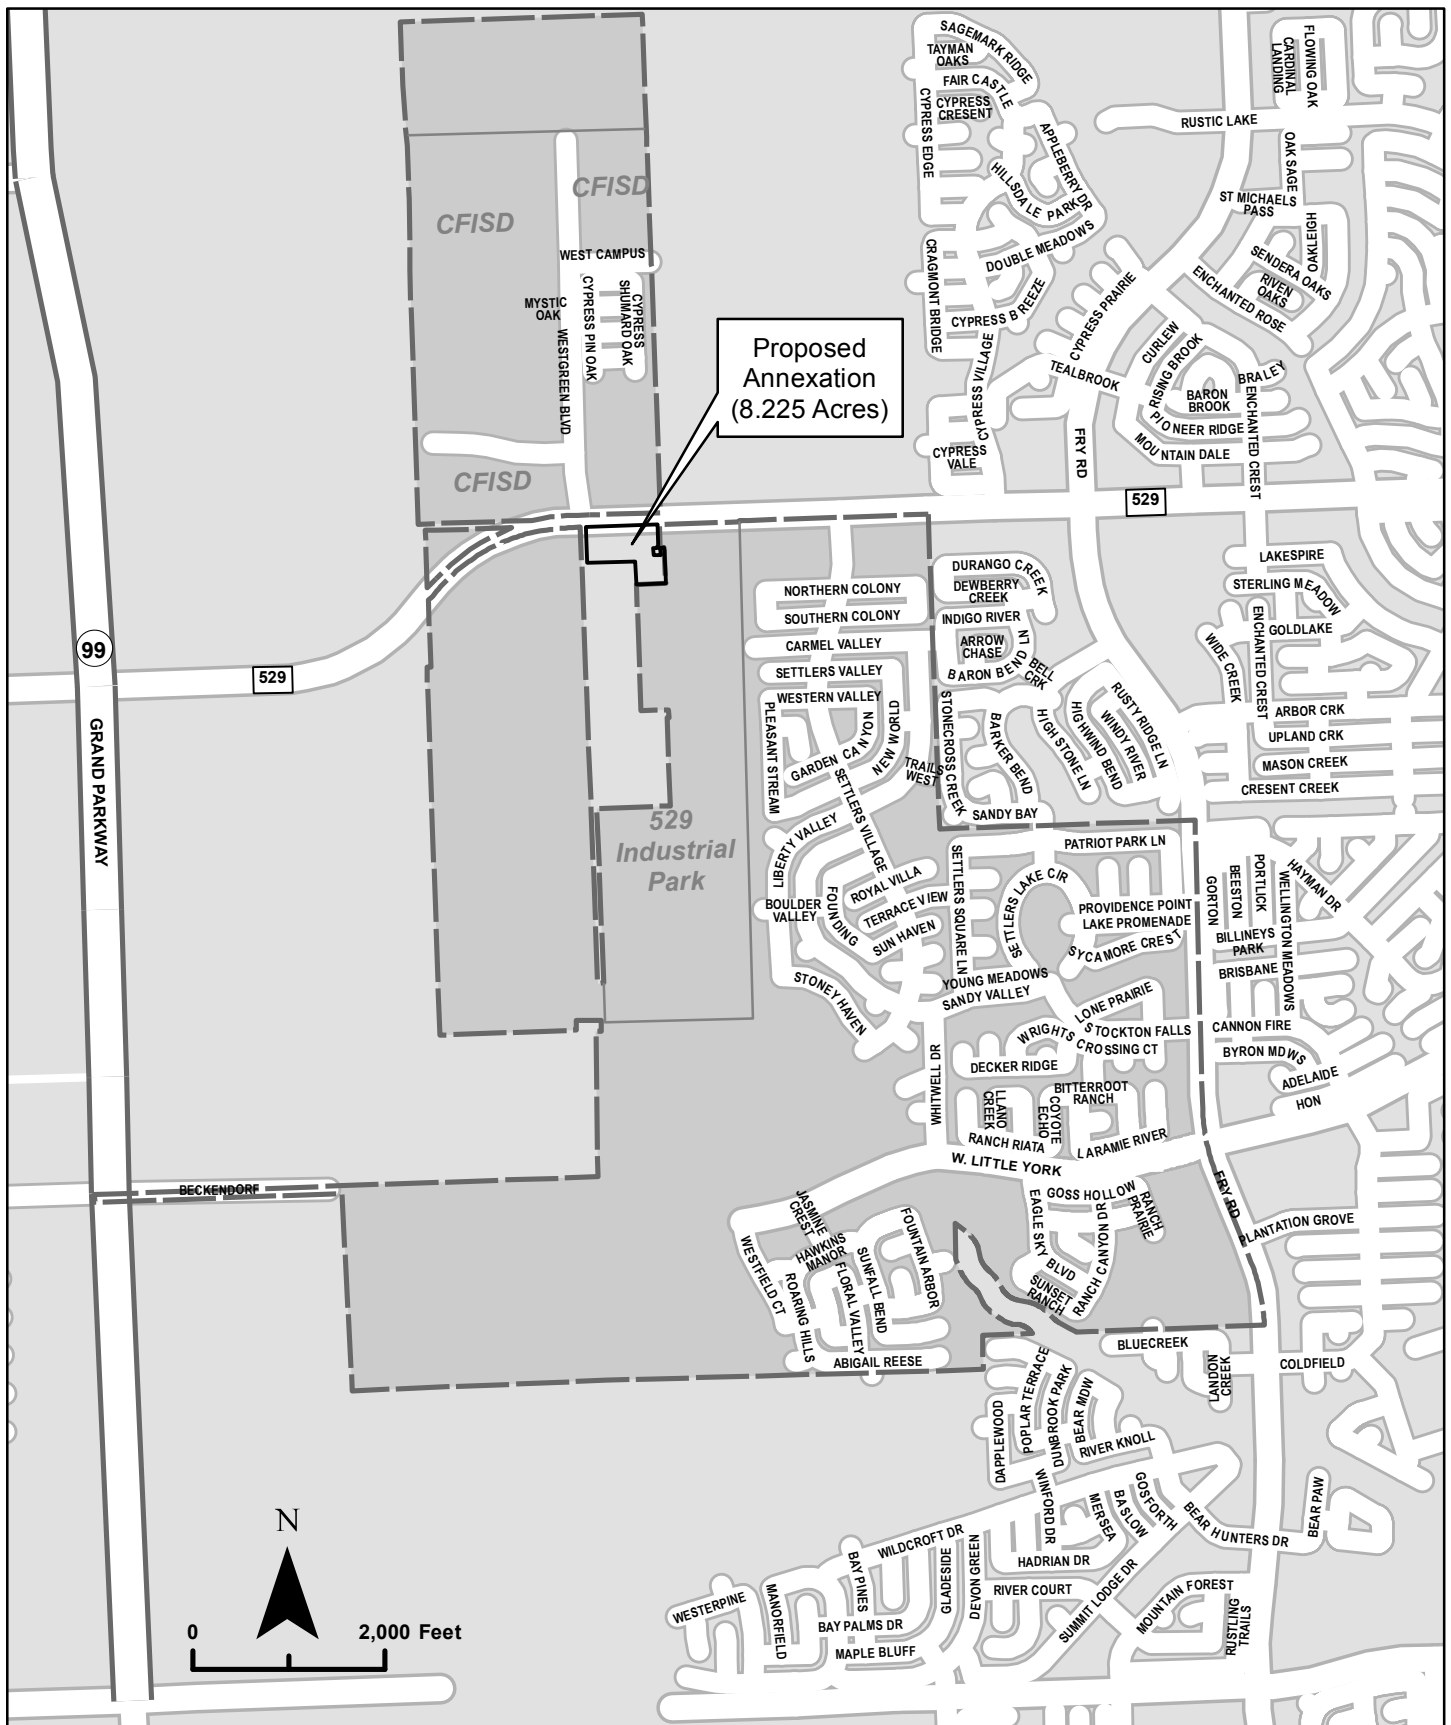 SAGEMARK RIDGE
TAYMAN
OAKS
FAIR CASTLE
CYPRESS
CRESENT
CYPRESS EDGE
APPLEBERRY DR
HILLSDALE PARK
DOUBLE MEADOWS
CRAGMONT BRIDGE
CYPRESS BREEZE
CYPRESS VILLAGE
CYPRESS
VALE
FLOWING OAK
CARDINAL
LANDING
RUSTIC LAKE
OAK SAGE
ST MICHAELS
PASS
OAKLEIGH
SENDERA OAKS
RIVEN
OAKS
ENCHANTED ROSE
CYPRESS PRAIRIE
TEALBROOK
CURLEW
RISING BROOK
BRALEY
BARON
BROOK
PIONEER RIDGE
MOUNTAIN DALE
ENCHANTED CREST
FRY RD
529
CFISD
CFISD
WEST CAMPUS
MYSTIC
OAK
CYPRESS PIN OAK
CYPRESS
SHUMARD OAK
WESTGREEN BLVD
CFISD
Proposed
Annexation
(8.225 Acres)
99
529
GRAND PARKWAY
529
Industrial
Park
NORTHERN COLONY
SOUTHERN COLONY
CARMEL VALLEY
SETTLERS VALLEY
WESTERN VALLEY
PLEASANT STREAM
GARDEN CANYON
NEW WORLD
TRAILS
WEST
SETTLERS VILLAGE
LIBERTY VALLEY
BOULDER
VALLEY
FOUNDING
ROYAL VILLA
TERRACE VIEW
SUN HAVEN
STONEY HAVEN
DURANGO CREEK
DEWBERRY
CREEK
INDIGO RIVER
ARROW
CHASE
BARON BEND LN
BELL
CRK
STONECROSS CREEK
BARKER BEND
HIGH STONE LN
HIGHWIND BEND
WINDY RIVER
RUSTY RIDGE LN
SANDY BAY
LAKESPIRE
STERLING MEADOW
GOLDLAKE
ENCHANTED CREST
WIDE CREEK
ARBOR CRK
UPLAND CRK
MASON CREEK
CRESENT CREEK
PATRIOT PARK LN
SETTLERS SQUARE LN
SETTLERS LAKE CIR
PROVIDENCE POINT
LAKE PROMENADE
SYCAMORE CREST
YOUNG MEADOWS
SANDY VALLEY
LONE PRAIRIE
STOCKTON FALLS
WRIGHTS CROSSING CT
DECKER RIDGE
WHITWELL DR
BITTERROOT
RANCH
LLANO
CREEK
COYOTE
ECHO
RANCH RIATA
LARAMIE RIVER
W. LITTLE YORK
GORTON
BEESTON
PORTLICK
WELLINGTON MEADOWS
HAYMAN DR
BILLINEYS
PARK
BRISBANE
CANNON FIRE
BYRON MDWS
ADELAIDE
HON
GOSS HOLLOW
RANCH
PRAIRIE
EAGLE SKY BLVD
RANCH CANYON DR
SUNSET
RANCH
FRY RD
PLANTATION GROVE
BECKENDORF
JASMINE
CREST
HAWKINS
MANOR
WESTFIELD CT
ROARING HILLS
FLORAL VALLEY
SUNFALL BEND
FOUNTAIN ARBOR
ABIGAIL REESE
BLUECREEK
LANDON
CREEK
COLDFIELD
DAPPLEWOOD
POPLAR TERRACE
DUNBROOK PARK
BEAR MDW
RIVER KNOLL
WINFORD DR
MERSEA
BASLOW
GOSFORTH
BEAR HUNTERS DR
BEAR PAW
WILDCROFT DR
HADRIAN DR
RIVER COURT
SUMMIT LODGE DR
MOUNTAIN FOREST
RUSTLING
TRAILS
WESTERPINE
MANORFIELD
BAY PINES
BAY PALMS DR
MAPLE BLUFF
GLADESIDE
DEVON GREEN
N
0 2,000 Feet